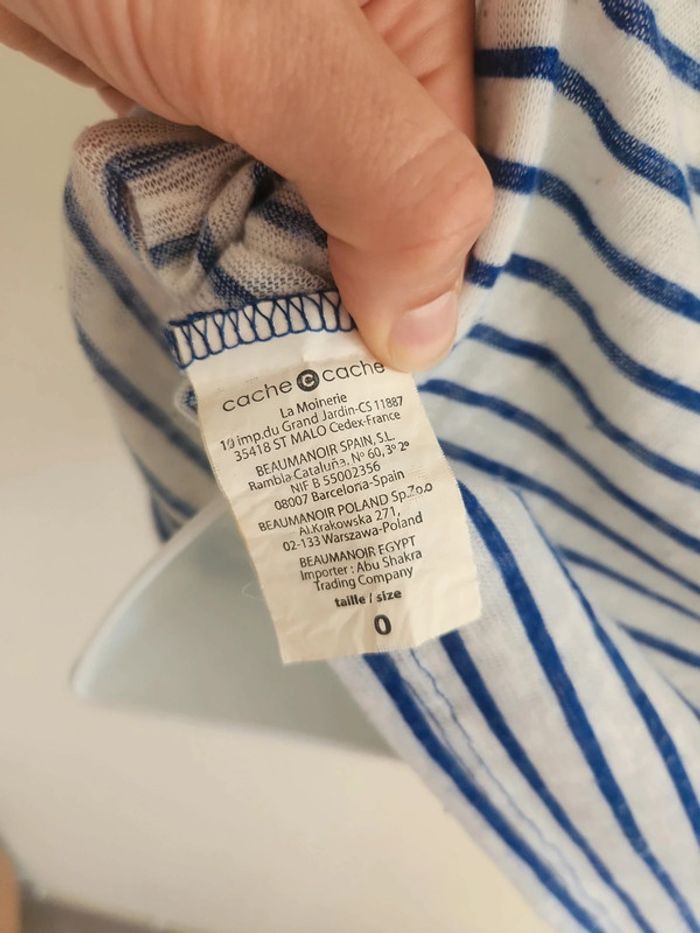 cache c cache
La Moinerie
10 imp.du Grand Jardin-CS 11887
35418 ST MALO Cedex-France
BEAUMANOIR SPAIN, S.L.
Rambla Cataluña, Nº 60, 3º 2º
NIF B 55002356
08007 Barcelona-Spain
BEAUMANOIR POLAND Sp.Zo.o
Al.Krakowska 271,
02-133 Warszawa-Poland
BEAUMANOIR EGYPT
Importer : Abu Shakra
Trading Company
taille / size
0